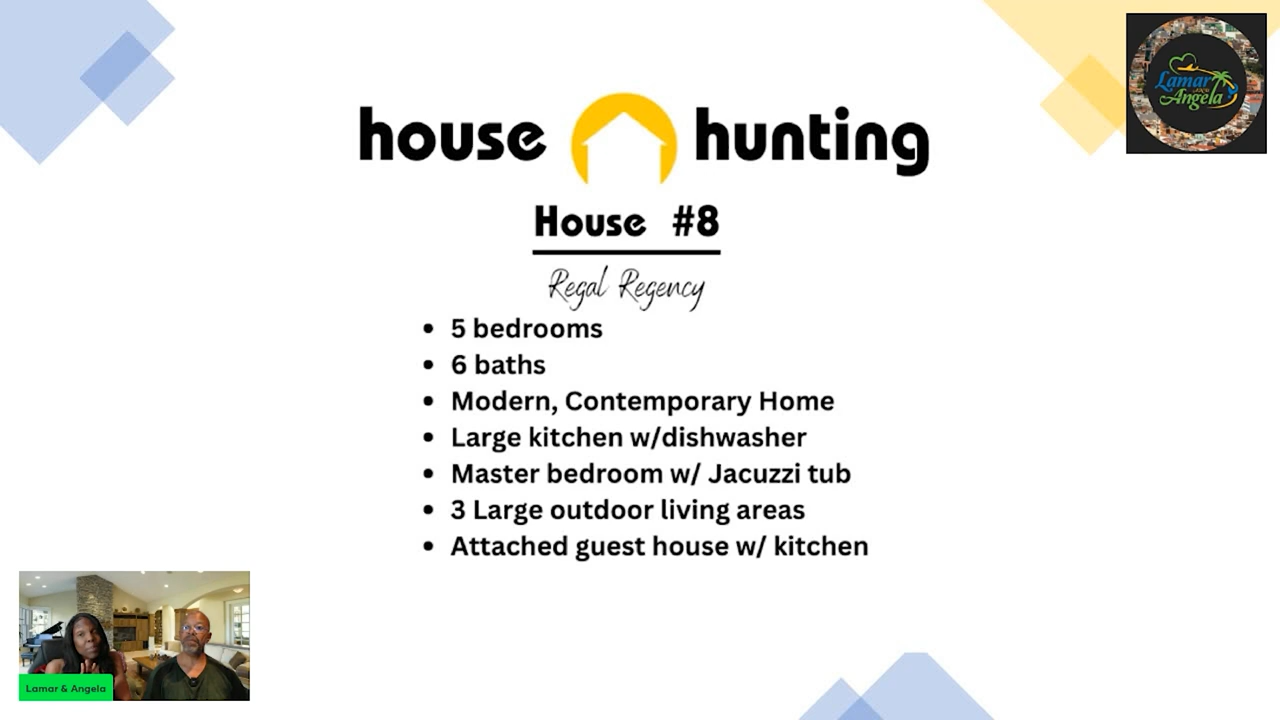 house hunting
House #8
Regal Regency
• 5 bedrooms
• 6 baths
• Modern, Contemporary Home
• Large kitchen w/dishwasher
• Master bedroom w/ Jacuzzi tub
• 3 Large outdoor living areas
• Attached guest house w/ kitchen
Lamar
Angela
Lamar & Angela